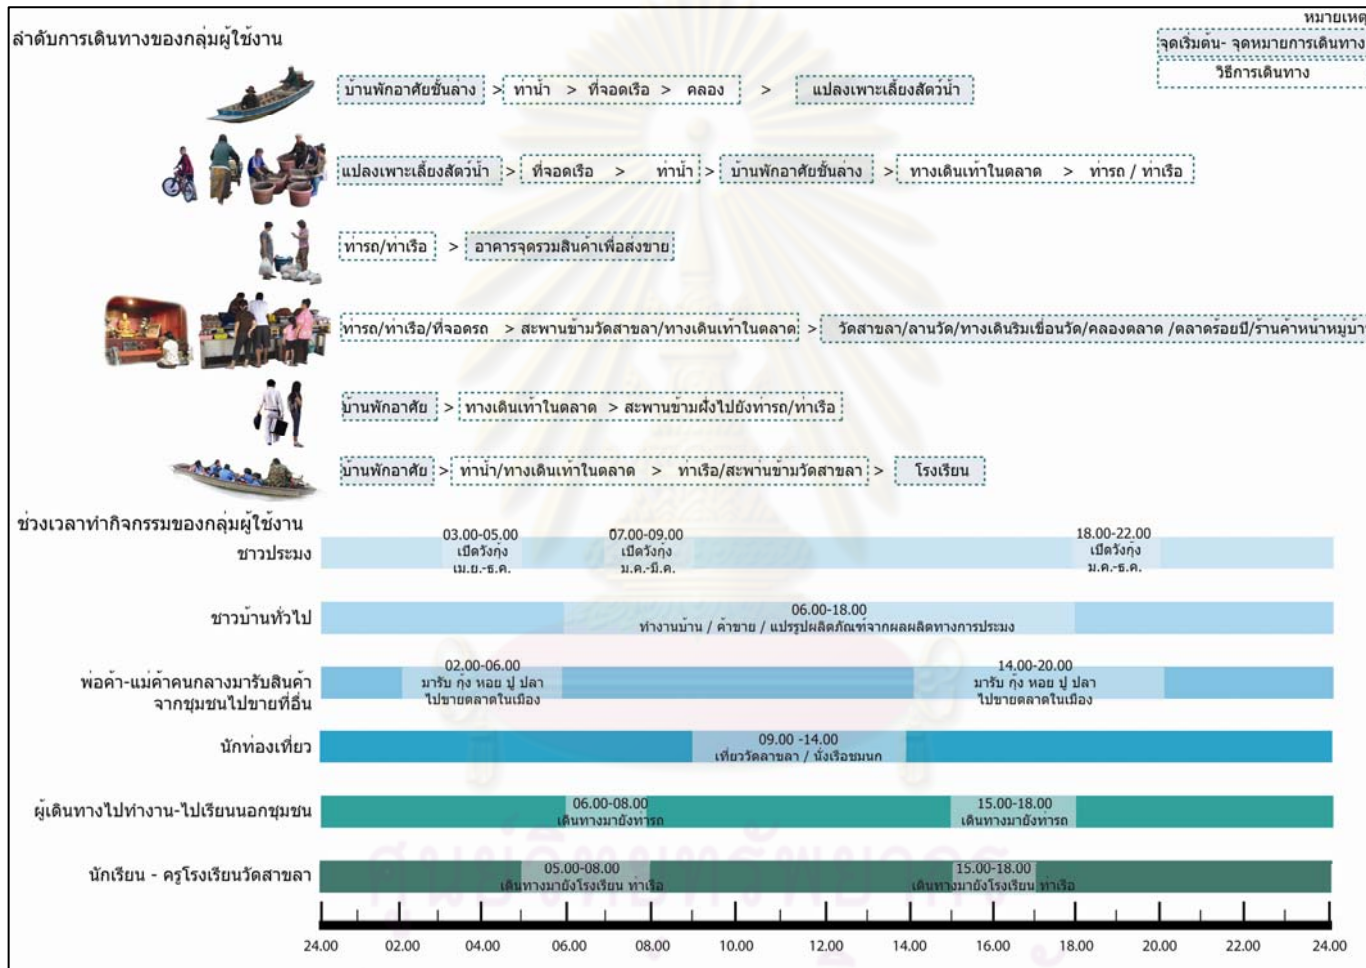 หมายเหตุ
ลำดับการเดินทางของกลุ่มผู้ใช้งาน
จุดเริ่มต้น- จุดหมายการเดินทาง
วิธีการเดินทาง
บ้านพักอาศัยชั้นล่าง > ท่าน้ำ > ที่จอดเรือ > คลอง > แปลงเพาะเลี้ยงสัตว์น้ำ
แปลงเพาะเลี้ยงสัตว์น้ำ > ที่จอดเรือ > ท่าน้ำ > บ้านพักอาศัยชั้นล่าง > ทางเดินเท้าในตลาด > ท่ารถ / ท่าเรือ
ท่ารถ/ท่าเรือ > อาคารจุดรวมสินค้าเพื่อส่งขาย
ท่ารถ/ท่าเรือ/ที่จอดรถ > สะพานข้ามวัดสาขลา/ทางเดินเท้าในตลาด > วัดสาขลา/ลานวัด/ทางเดินริมเขื่อนวัด/คลองตลาด /ตลาดร้อยปี/ร้านค้าหน้าหมู่บ้าน
บ้านพักอาศัย > ทางเดินเท้าในตลาด > สะพานข้ามฝั่งไปยังท่ารถ/ท่าเรือ
บ้านพักอาศัย > ท่าน้ำ/ทางเดินเท้าในตลาด > ท่าเรือ/สะพานข้ามวัดสาขลา > โรงเรียน
ช่วงเวลาทำกิจกรรมของกลุ่มผู้ใช้งาน
ชาวประมง
03.00-05.00
เปิดวังกุ้ง
เม.ย.-ธ.ค.
07.00-09.00
เปิดวังกุ้ง
ม.ค.-มี.ค.
18.00-22.00
เปิดวังกุ้ง
ม.ค.-ธ.ค.
ชาวบ้านทั่วไป
06.00-18.00
ทำงานบ้าน / ค้าขาย / แปรรูปผลิตภัณฑ์จากผลผลิตทางการประมง
พ่อค้า-แม่ค้าคนกลางมารับสินค้า
จากชุมชนไปขายที่อื่น
02.00-06.00
มารับ กุ้ง หอย ปู ปลา
ไปขายตลาดในเมือง
14.00-20.00
มารับ กุ้ง หอย ปู ปลา
ไปขายตลาดในเมือง
นักท่องเที่ยว
09.00 -14.00
เที่ยววัดลาขลา / นั่งเรือชมนก
ผู้เดินทางไปทำงาน-ไปเรียนนอกชุมชน
06.00-08.00
เดินทางมายังท่ารถ
15.00-18.00
เดินทางมายังท่ารถ
นักเรียน - ครูโรงเรียนวัดสาขลา
05.00-08.00
เดินทางมายังโรงเรียน ท่าเรือ
15.00-18.00
เดินทางมายังโรงเรียน ท่าเรือ
24.00 02.00 04.00 06.00 08.00 10.00 12.00 14.00 16.00 18.00 20.00 22.00 24.00
ศูนย์วิทยทรัพยากร